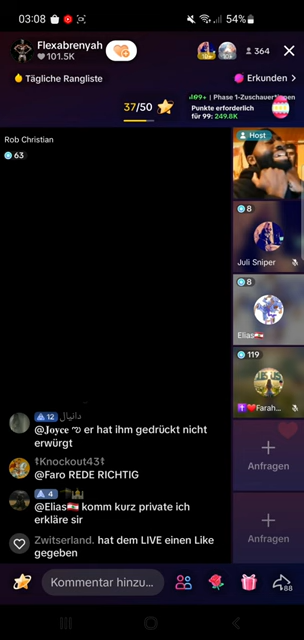 03:08 54%
Flexabrenyah
101.5K
364
Tägliche Rangliste
Erkunden >
37/50
Phase 1-Zuschauer*innen
Punkte erforderlich
für 99: 249.8K
Rob Christian
63
Host
8
Juli Sniper
8
Elias🇱🇧
119
Farah...
Anfragen
Anfragen
12 دانيال
@𝐉𝐨𝐲𝐜𝐞 er hat ihm gedrückt nicht
erwürgt
Knockout43
@Faro REDE RICHTIG
4
@Elias🇱🇧 komm kurz private ich
erkläre sir
Zwitserland. hat dem LIVE einen Like
gegeben
Kommentar hinzu...
88